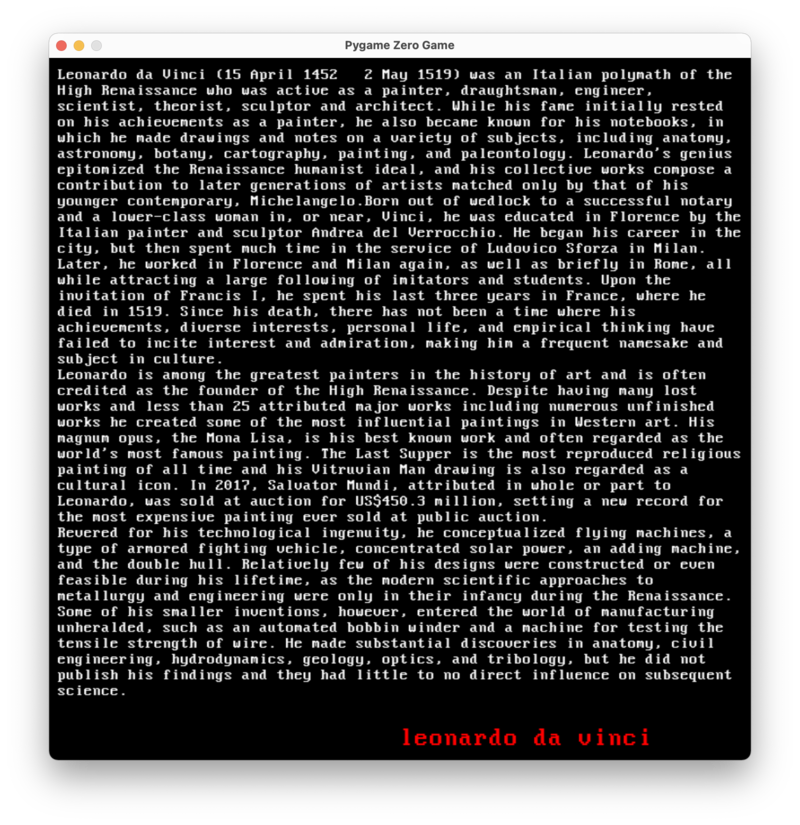 Pygame Zero Game
Leonardo da Vinci (15 April 1452   2 May 1519) was an Italian polymath of the
High Renaissance who was active as a painter, draughtsman, engineer,
scientist, theorist, sculptor and architect. While his fame initially rested
on his achievements as a painter, he also became known for his notebooks, in
which he made drawings and notes on a variety of subjects, including anatomy,
astronomy, botany, cartography, painting, and paleontology. Leonardo's genius
epitomized the Renaissance humanist ideal, and his collective works compose a
contribution to later generations of artists matched only by that of his
younger contemporary, Michelangelo.Born out of wedlock to a successful notary
and a lower-class woman in, or near, Vinci, he was educated in Florence by the
Italian painter and sculptor Andrea del Verrocchio. He began his career in the
city, but then spent much time in the service of Ludovico Sforza in Milan.
Later, he worked in Florence and Milan again, as well as briefly in Rome, all
while attracting a large following of imitators and students. Upon the
invitation of Francis I, he spent his last three years in France, where he
died in 1519. Since his death, there has not been a time where his
achievements, diverse interests, personal life, and empirical thinking have
failed to incite interest and admiration, making him a frequent namesake and
subject in culture.
Leonardo is among the greatest painters in the history of art and is often
credited as the founder of the High Renaissance. Despite having many lost
works and less than 25 attributed major works including numerous unfinished
works he created some of the most influential paintings in Western art. His
magnum opus, the Mona Lisa, is his best known work and often regarded as the
world's most famous painting. The Last Supper is the most reproduced religious
painting of all time and his Vitruvian Man drawing is also regarded as a
cultural icon. In 2017, Salvator Mundi, attributed in whole or part to
Leonardo, was sold at auction for US$450.3 million, setting a new record for
the most expensive painting ever sold at public auction.
Revered for his technological ingenuity, he conceptualized flying machines, a
type of armored fighting vehicle, concentrated solar power, an adding machine,
and the double hull. Relatively few of his designs were constructed or even
feasible during his lifetime, as the modern scientific approaches to
metallurgy and engineering were only in their infancy during the Renaissance.
Some of his smaller inventions, however, entered the world of manufacturing
unheralded, such as an automated bobbin winder and a machine for testing the
tensile strength of wire. He made substantial discoveries in anatomy, civil
engineering, hydrodynamics, geology, optics, and tribology, but he did not
publish his findings and they had little to no direct influence on subsequent
science.
leonardo da vinci